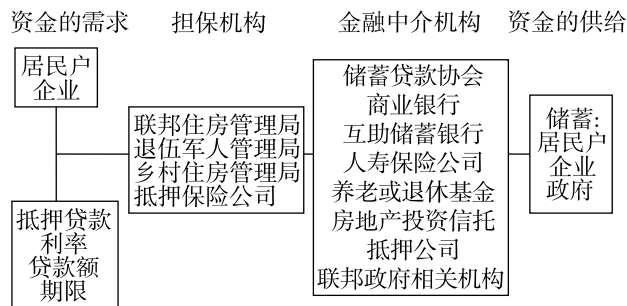 资金的需求
担保机构
金融中介机构
资金的供给
居民户
企业
抵押贷款
利率
贷款额
期限
联邦住房管理局
退伍军人管理局
乡村住房管理局
抵押保险公司
储蓄贷款协会
商业银行
互助储蓄银行
人寿保险公司
养老或退休基金
房地产投资信托
抵押公司
联邦政府相关机构
储蓄:
居民户
企业
政府